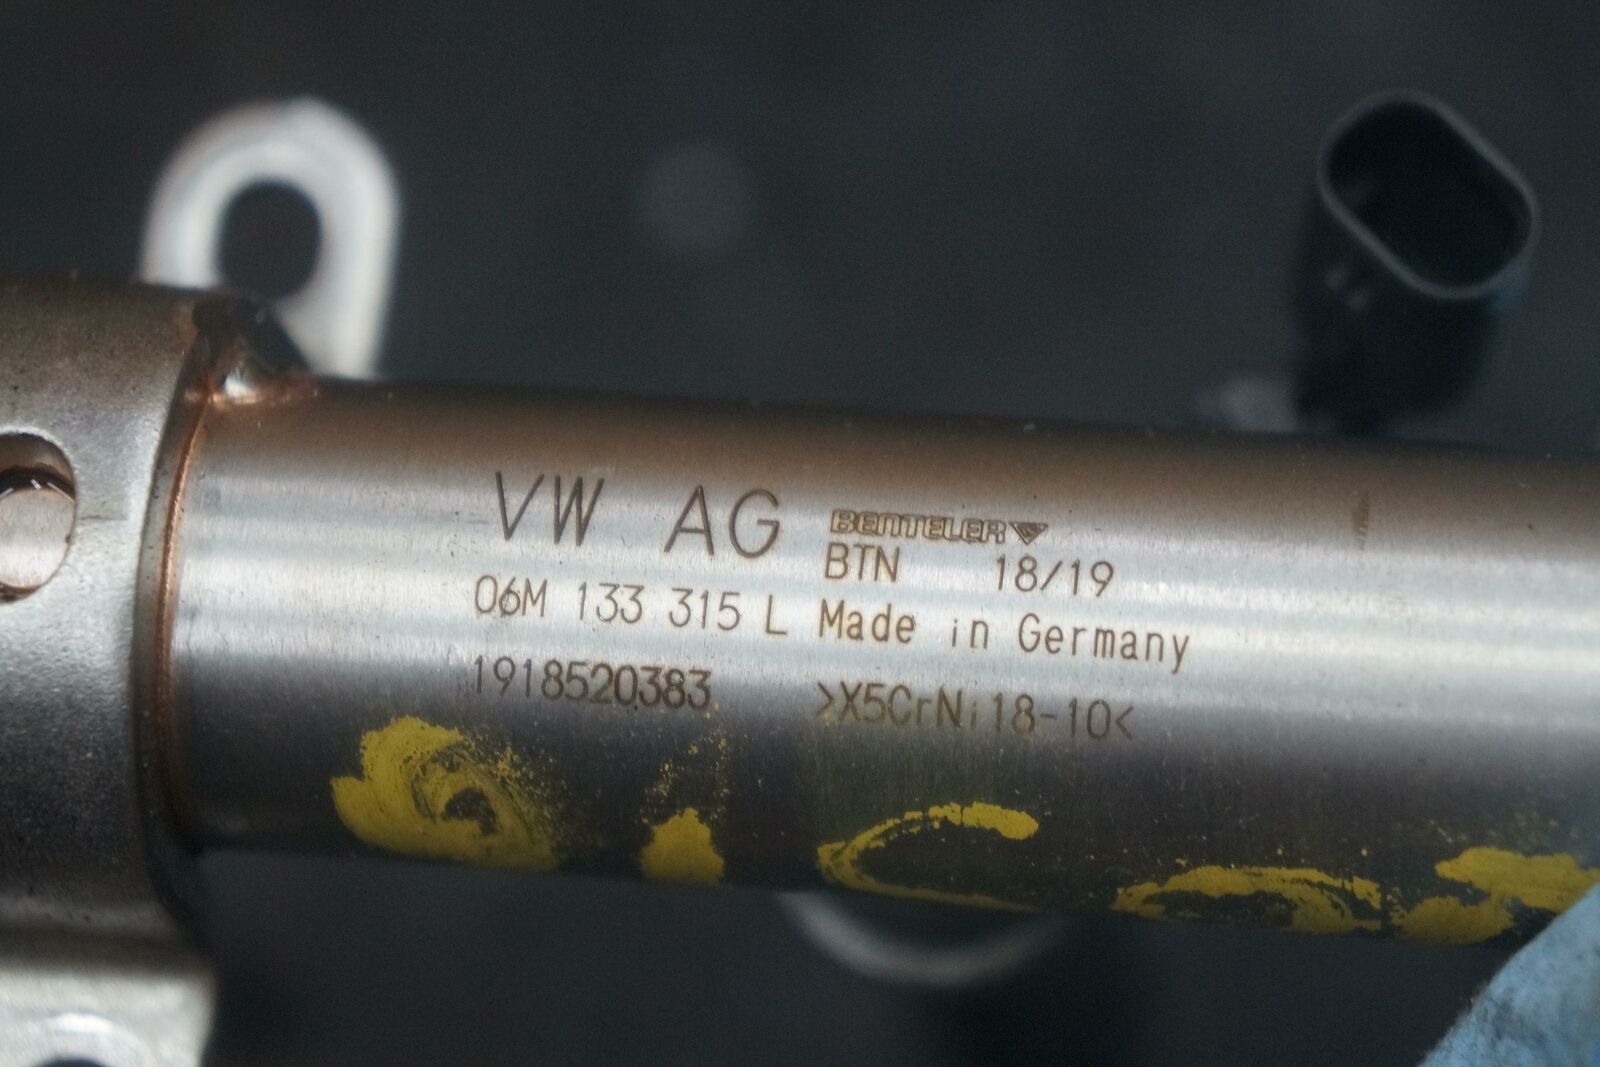 VW AG BENTELER
BTN 18/19
06M 133 315 L Made in Germany
1918520383 >X5CrNi18-10<